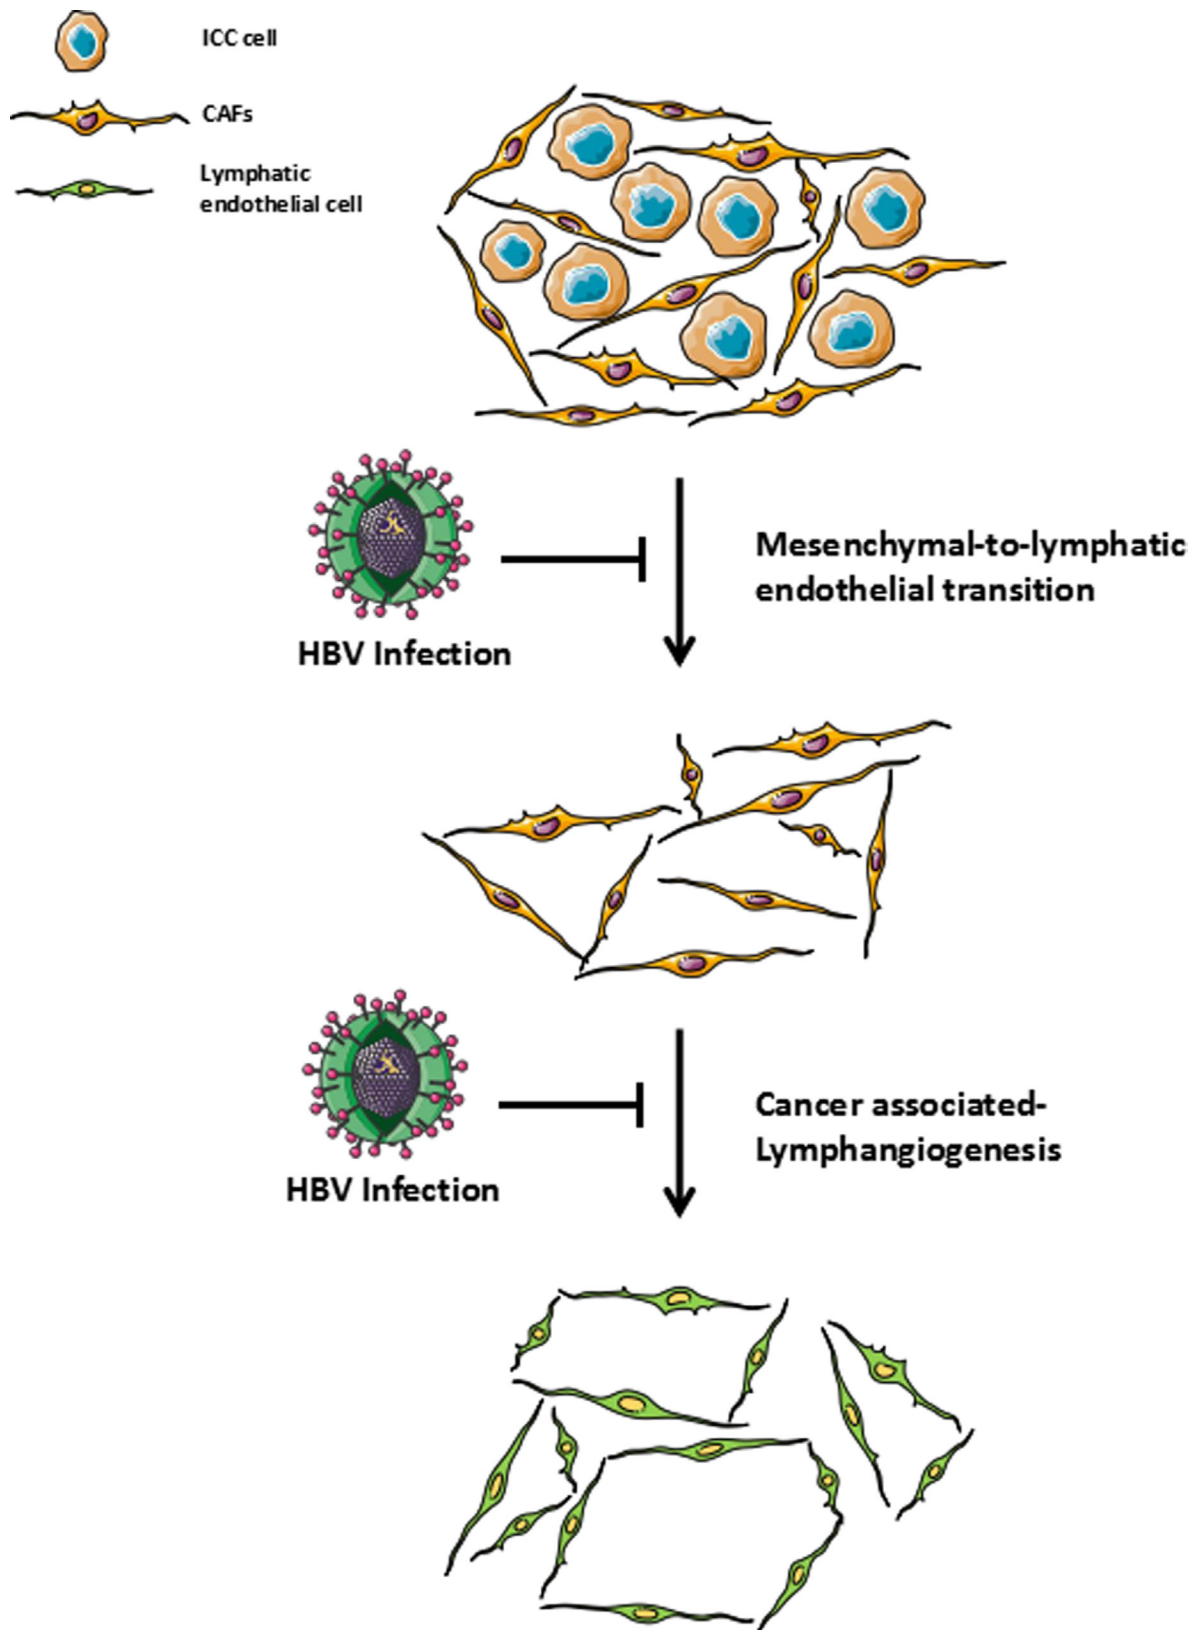 ICC cell
CAFs
Lymphatic
endothelial cell
Mesenchymal-to-lymphatic
endothelial transition
HBV Infection
Cancer associated-
Lymphangiogenesis
HBV Infection